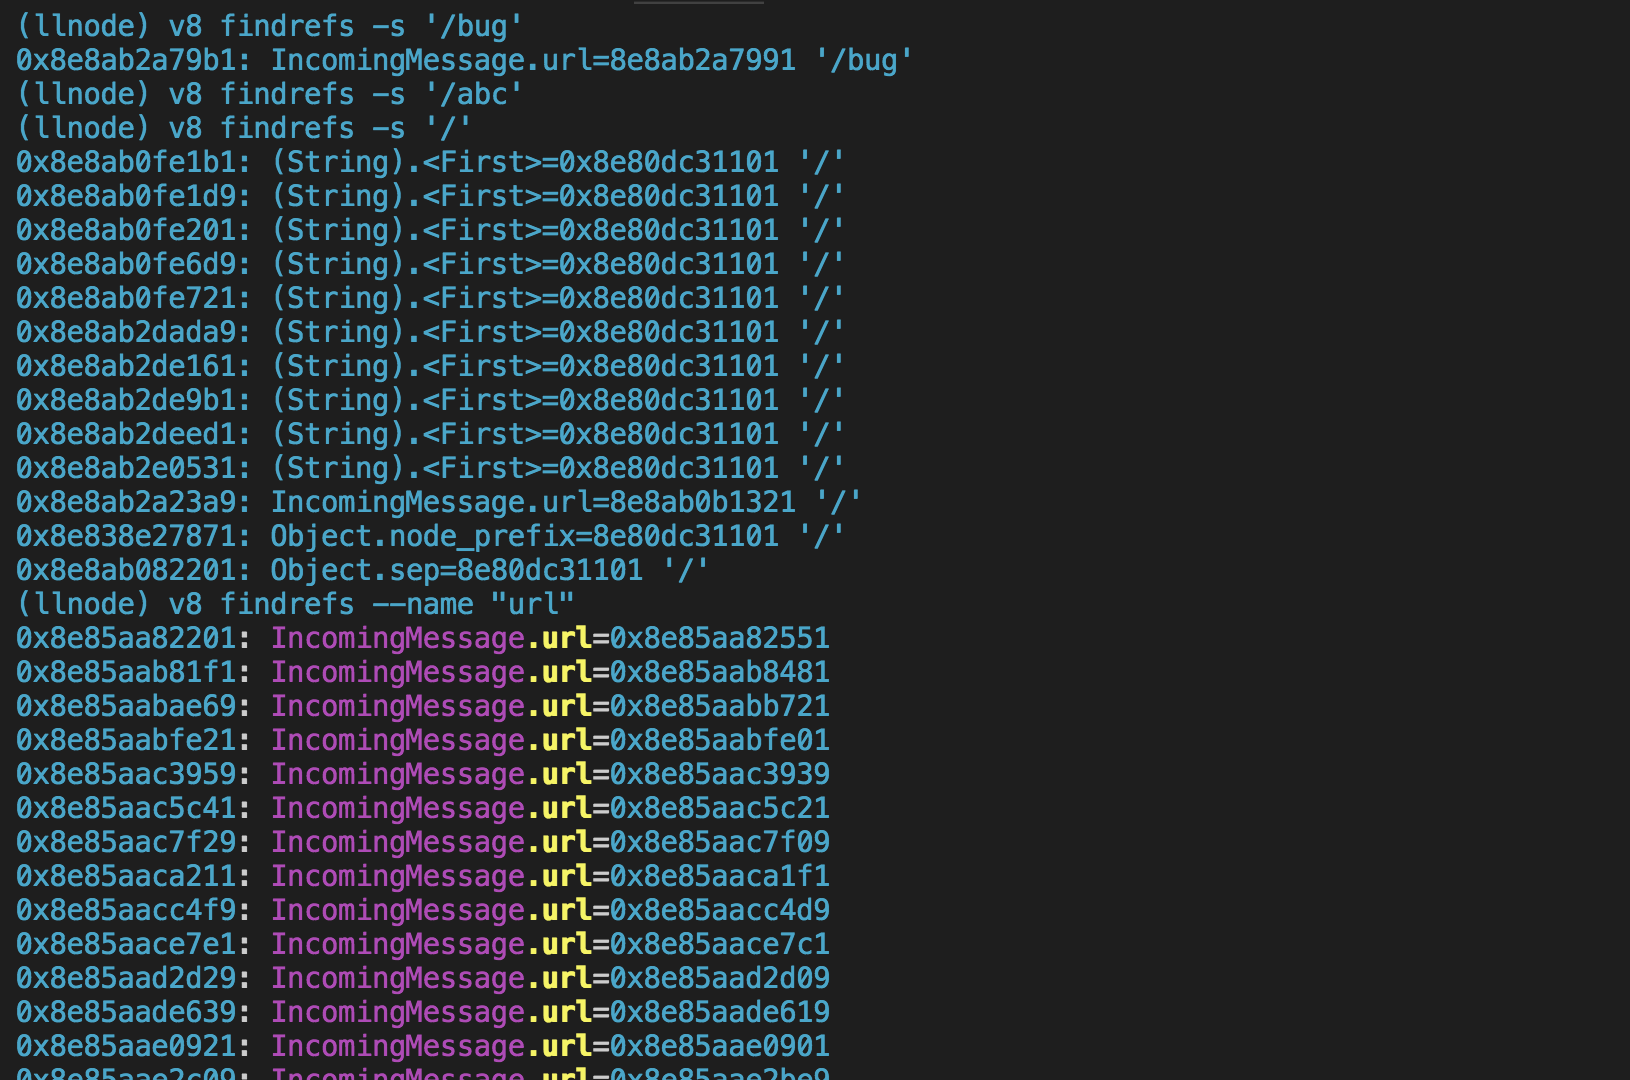 (llnode) v8 findrefs -s '/bug'
0x8e8ab2a79b1: IncomingMessage.url=8e8ab2a7991 '/bug'
(llnode) v8 findrefs -s '/abc'
(llnode) v8 findrefs -s '/'
0x8e8ab0fe1b1: (String).<First>=0x8e80dc31101 '/'
0x8e8ab0fe1d9: (String).<First>=0x8e80dc31101 '/'
0x8e8ab0fe201: (String).<First>=0x8e80dc31101 '/'
0x8e8ab0fe6d9: (String).<First>=0x8e80dc31101 '/'
0x8e8ab0fe721: (String).<First>=0x8e80dc31101 '/'
0x8e8ab2dada9: (String).<First>=0x8e80dc31101 '/'
0x8e8ab2de161: (String).<First>=0x8e80dc31101 '/'
0x8e8ab2de9b1: (String).<First>=0x8e80dc31101 '/'
0x8e8ab2deed1: (String).<First>=0x8e80dc31101 '/'
0x8e8ab2e0531: (String).<First>=0x8e80dc31101 '/'
0x8e8ab2a23a9: IncomingMessage.url=8e8ab0b1321 '/'
0x8e838e27871: Object.node_prefix=8e80dc31101 '/'
0x8e8ab082201: Object.sep=8e80dc31101 '/'
(llnode) v8 findrefs --name "url"
0x8e85aa82201: IncomingMessage.url=0x8e85aa82551
0x8e85aab81f1: IncomingMessage.url=0x8e85aab8481
0x8e85aabae69: IncomingMessage.url=0x8e85aabb721
0x8e85aabfe21: IncomingMessage.url=0x8e85aabfe01
0x8e85aac3959: IncomingMessage.url=0x8e85aac3939
0x8e85aac5c41: IncomingMessage.url=0x8e85aac5c21
0x8e85aac7f29: IncomingMessage.url=0x8e85aac7f09
0x8e85aaca211: IncomingMessage.url=0x8e85aaca1f1
0x8e85aacc4f9: IncomingMessage.url=0x8e85aacc4d9
0x8e85aace7e1: IncomingMessage.url=0x8e85aace7c1
0x8e85aad2d29: IncomingMessage.url=0x8e85aad2d09
0x8e85aade639: IncomingMessage.url=0x8e85aade619
0x8e85aae0921: IncomingMessage.url=0x8e85aae0901
0x8e85aae2c09: IncomingMessage.url=0x8e85aae2be9